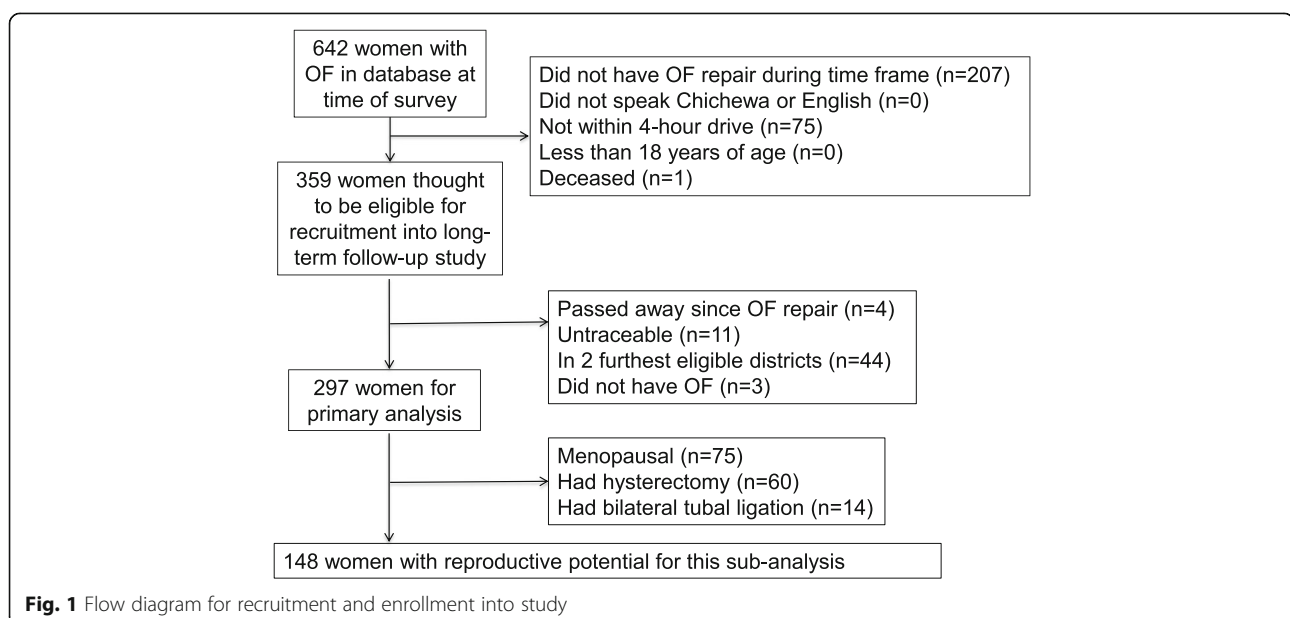 642 women with
OF in database at
time of survey
Did not have OF repair during time frame (n=207)
Did not speak Chichewa or English (n=0)
Not within 4-hour drive (n=75)
Less than 18 years of age (n=0)
Deceased (n=1)
359 women thought
to be eligible for
recruitment into long-
term follow-up study
Passed away since OF repair (n=4)
Untraceable (n=11)
In 2 furthest eligible districts (n=44)
Did not have OF (n=3)
297 women for
primary analysis
Menopausal (n=75)
Had hysterectomy (n=60)
Had bilateral tubal ligation (n=14)
148 women with reproductive potential for this sub-analysis
Fig. 1 Flow diagram for recruitment and enrollment into study